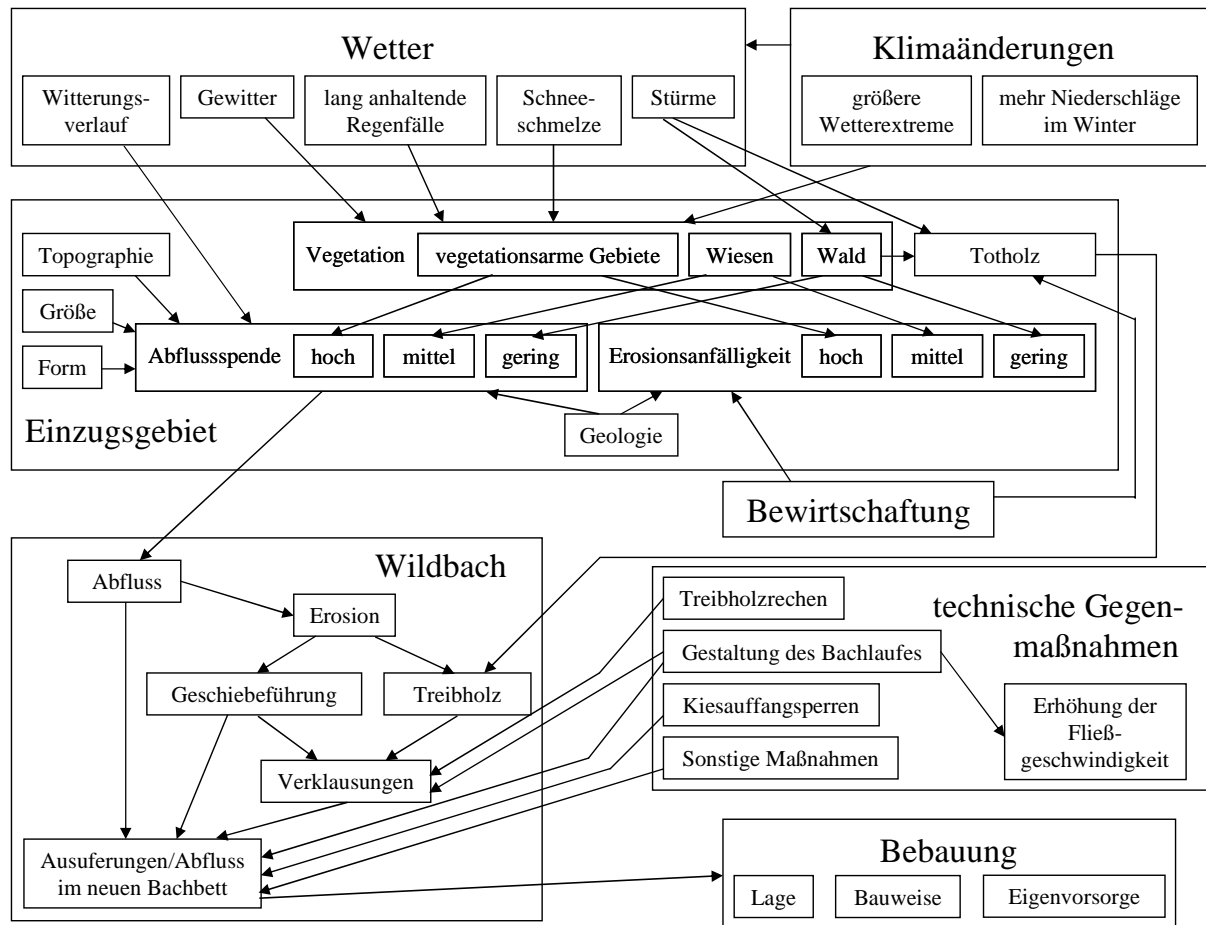 Wetter
Klimaänderungen
Witterungs-
verlauf
Gewitter
lang anhaltende
Regenfälle
Schnee-
schmelze
Stürme
größere
Wetterextreme
mehr Niederschläge
im Winter
Vegetation
vegetationsarme Gebiete
Wiesen
Wald
Totholz
Topographie
Größe
Form
Abflussspende
hoch
mittel
gering
Erosionsanfälligkeit
hoch
mittel
gering
Einzugsgebiet
Geologie
Bewirtschaftung
Wildbach
Abfluss
Erosion
Geschiebeführung
Treibholz
Verklausungen
Ausuferungen/Abfluss
im neuen Bachbett
technische Gegen-
maßnahmen
Treibholzrechen
Gestaltung des Bachlaufes
Kiesauffangsperren
Sonstige Maßnahmen
Erhöhung der
Fließ-
geschwindigkeit
Bebauung
Lage
Bauweise
Eigenvorsorge